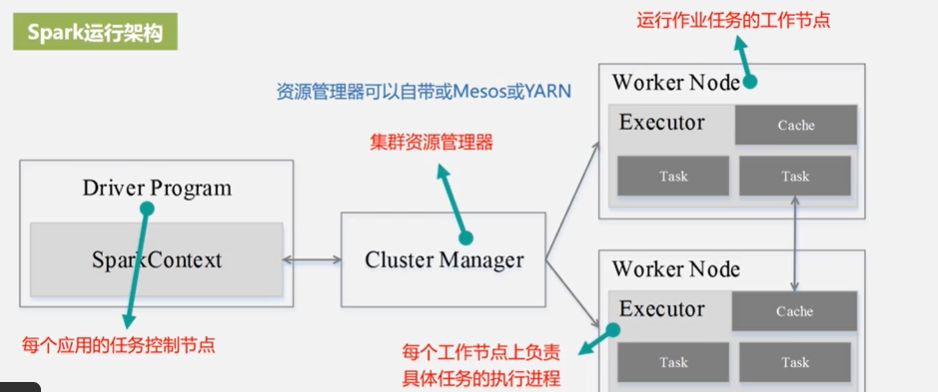 Spark运行架构
运行作业任务的工作节点
资源管理器可以自带或Mesos或YARN
集群资源管理器
Driver Program
SparkContext
每个应用的任务控制节点
Cluster Manager
Worker Node
Executor
Cache
Task
Task
Worker Node
Executor
Cache
Task
Task
每个工作节点上负责
具体任务的执行进程